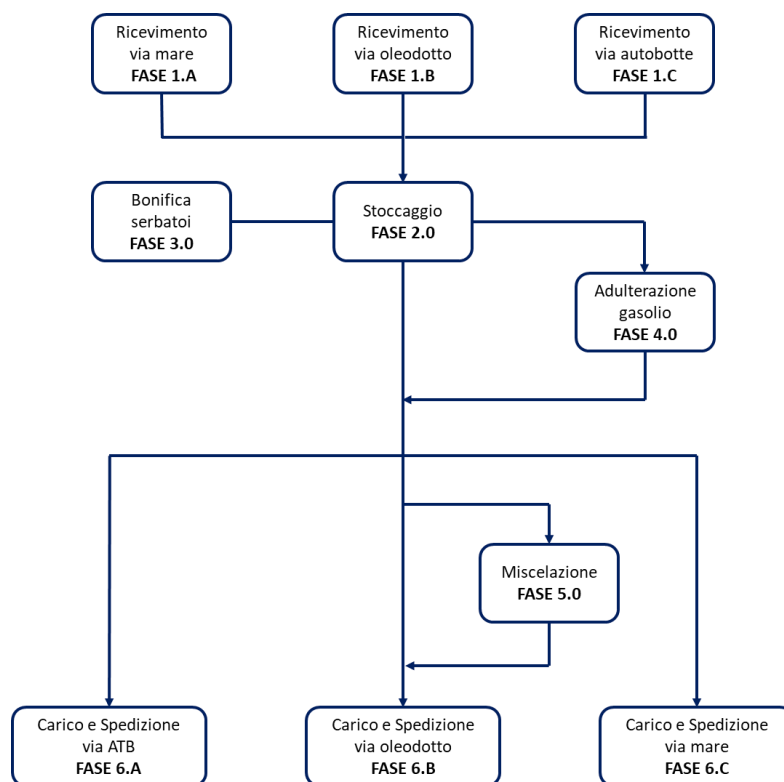 Ricevimento
via mare
FASE 1.A
Ricevimento
via oleodotto
FASE 1.B
Ricevimento
via autobotte
FASE 1.C
Bonifica
serbatoi
FASE 3.0
Stoccaggio
FASE 2.0
Adulterazione
gasolio
FASE 4.0
Miscelazione
FASE 5.0
Carico e Spedizione
via ATB
FASE 6.A
Carico e Spedizione
via oleodotto
FASE 6.B
Carico e Spedizione
via mare
FASE 6.C